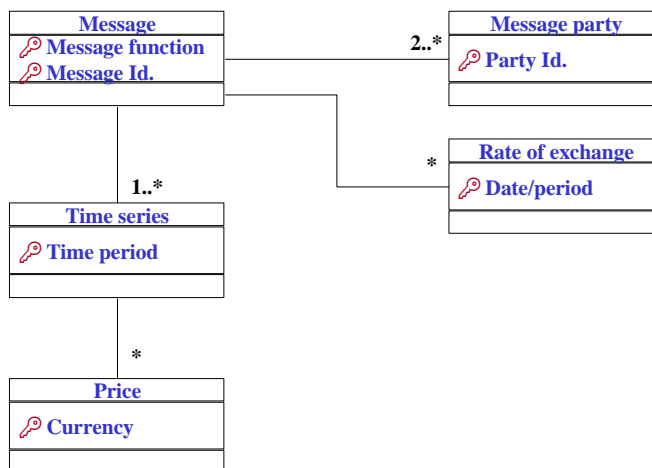 Message
Message function
Message Id.
2..*
Message party
Party Id.
*
Rate of exchange
Date/period
1..*
Time series
Time period
*
Price
Currency